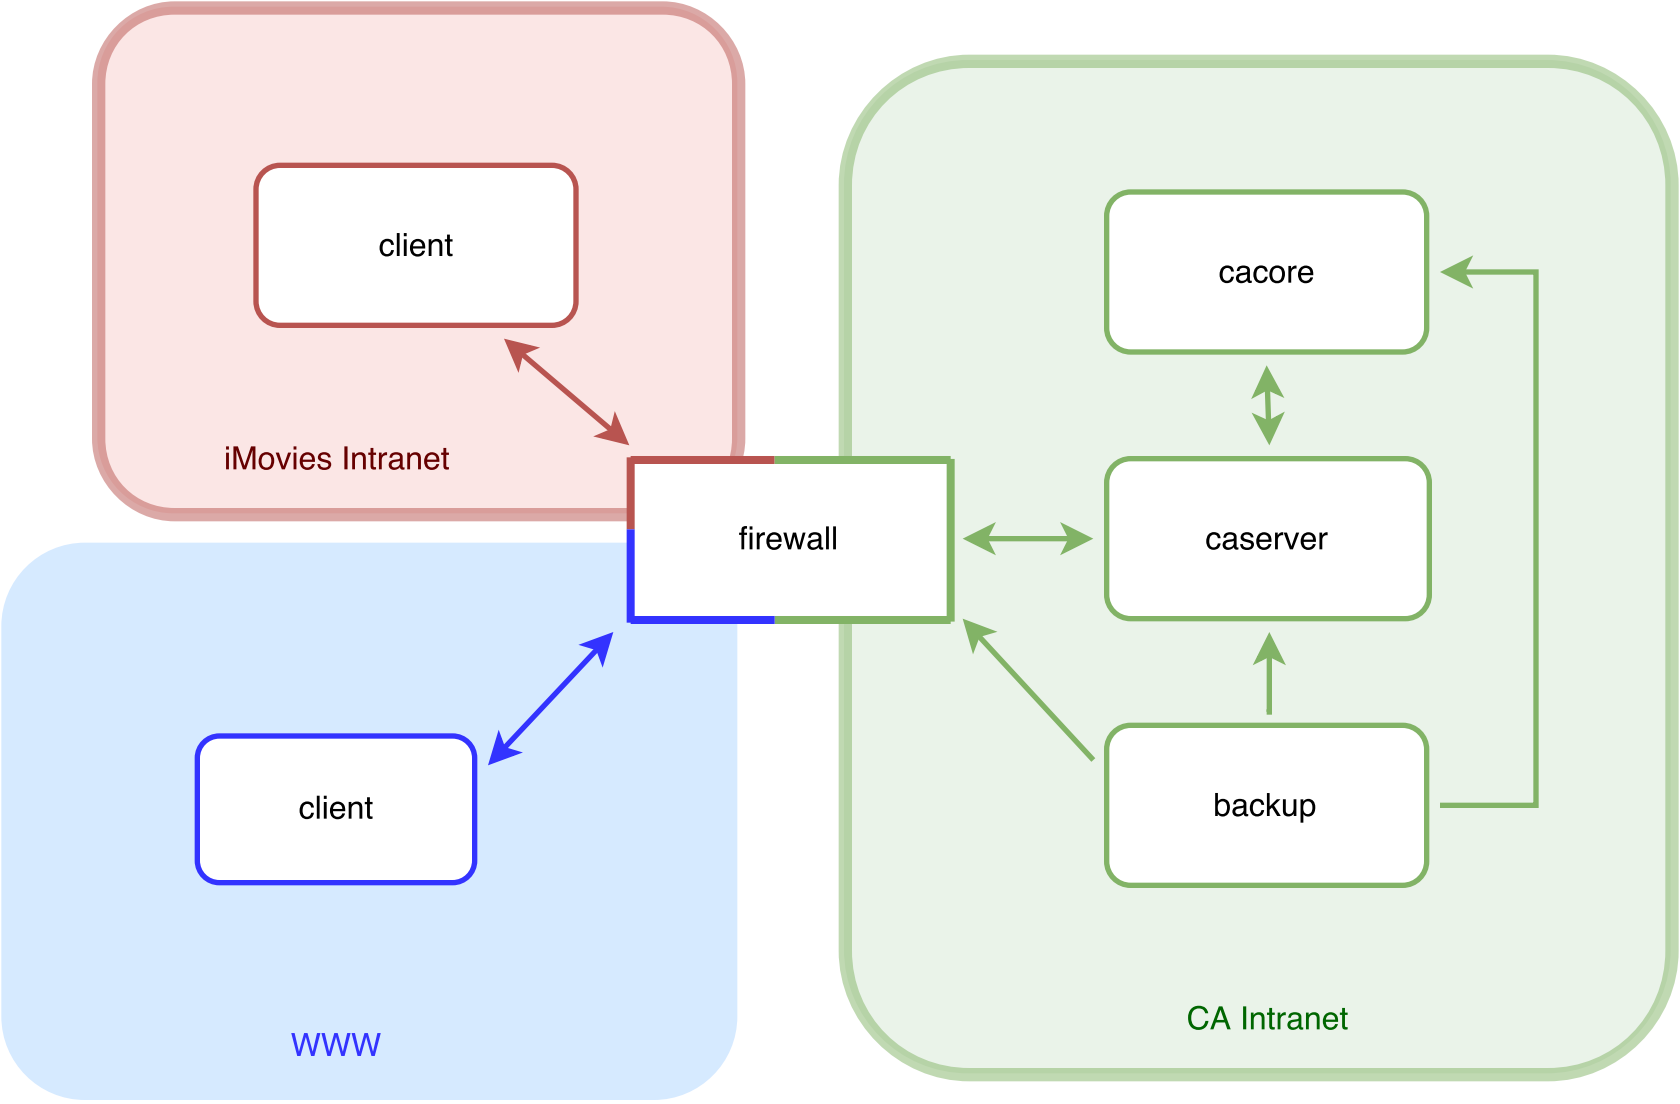 client
iMovies Intranet
firewall
client
WWW
cacore
caserver
backup
CA Intranet